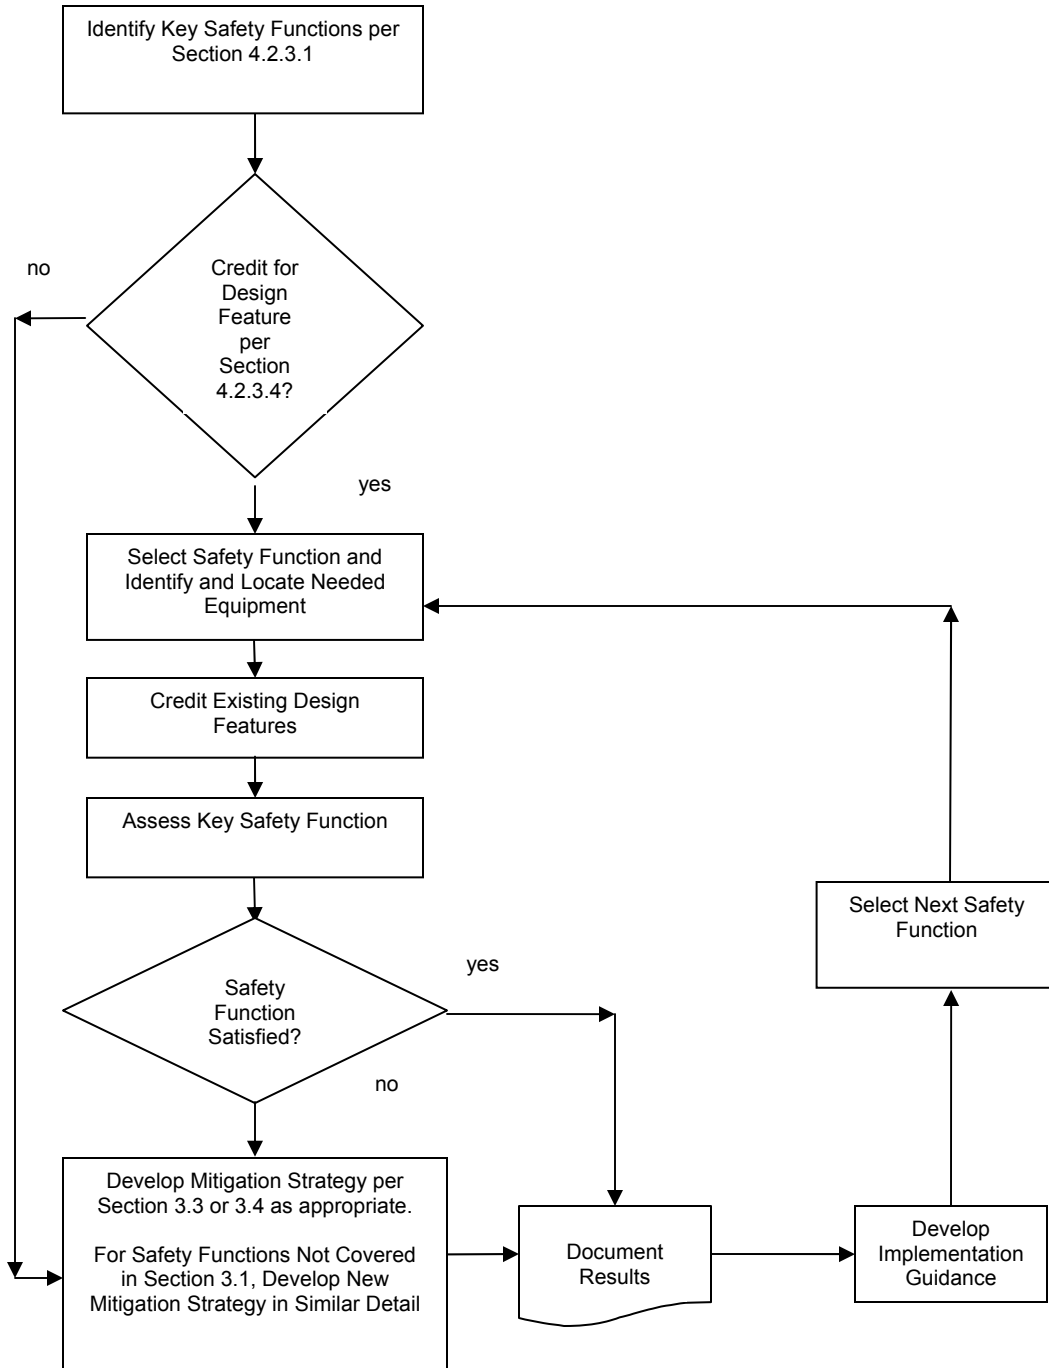 Identify Key Safety Functions per
Section 4.2.3.1
no
Credit for
Design
Feature
per
Section
4.2.3.4?
yes
Select Safety Function and
Identify and Locate Needed
Equipment
Credit Existing Design
Features
Assess Key Safety Function
Select Next Safety
Function
yes
Safety
Function
Satisfied?
no
Develop Mitigation Strategy per
Section 3.3 or 3.4 as appropriate.
For Safety Functions Not Covered
in Section 3.1, Develop New
Mitigation Strategy in Similar Detail
Document
Results
Develop
Implementation
Guidance